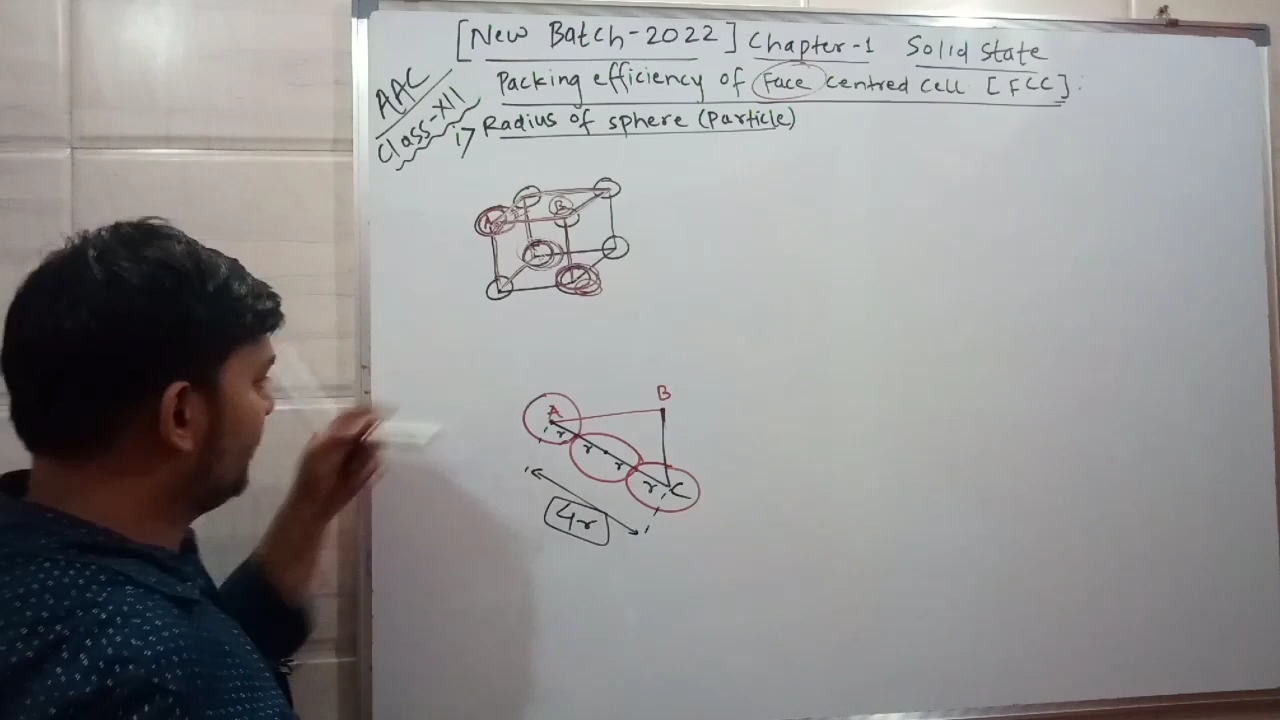 [New Batch-2022] Chapter-1 Solid State
AAC
Class-XII
Packing efficiency of Face Centred Cell [FCC]:
i> Radius of sphere (Particle)
A
B
A
B
r
r
r
r
C
4r